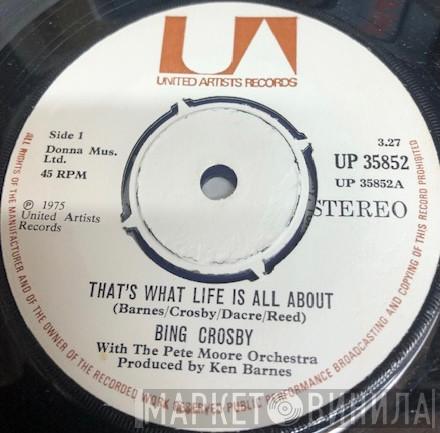 UA
UNITED ARTISTS RECORDS
Side 1
Donna Mus.
Ltd.
45 RPM
℗ 1975
United Artists
Records
3.27
UP 35852
UP 35852A
STEREO
THAT'S WHAT LIFE IS ALL ABOUT
(Barnes/Crosby/Dacre/Reed)
BING CROSBY
With The Pete Moore Orchestra
Produced by Ken Barnes
ALL RIGHTS OF THE MANUFACTURER AND OF THE OWNER OF THE RECORDED WORK RESERVED PUBLIC PERFORMANCE BROADCASTING AND COPYING OF THIS RECORD PROHIBITED
МАРКЕТ ВИНИЛА